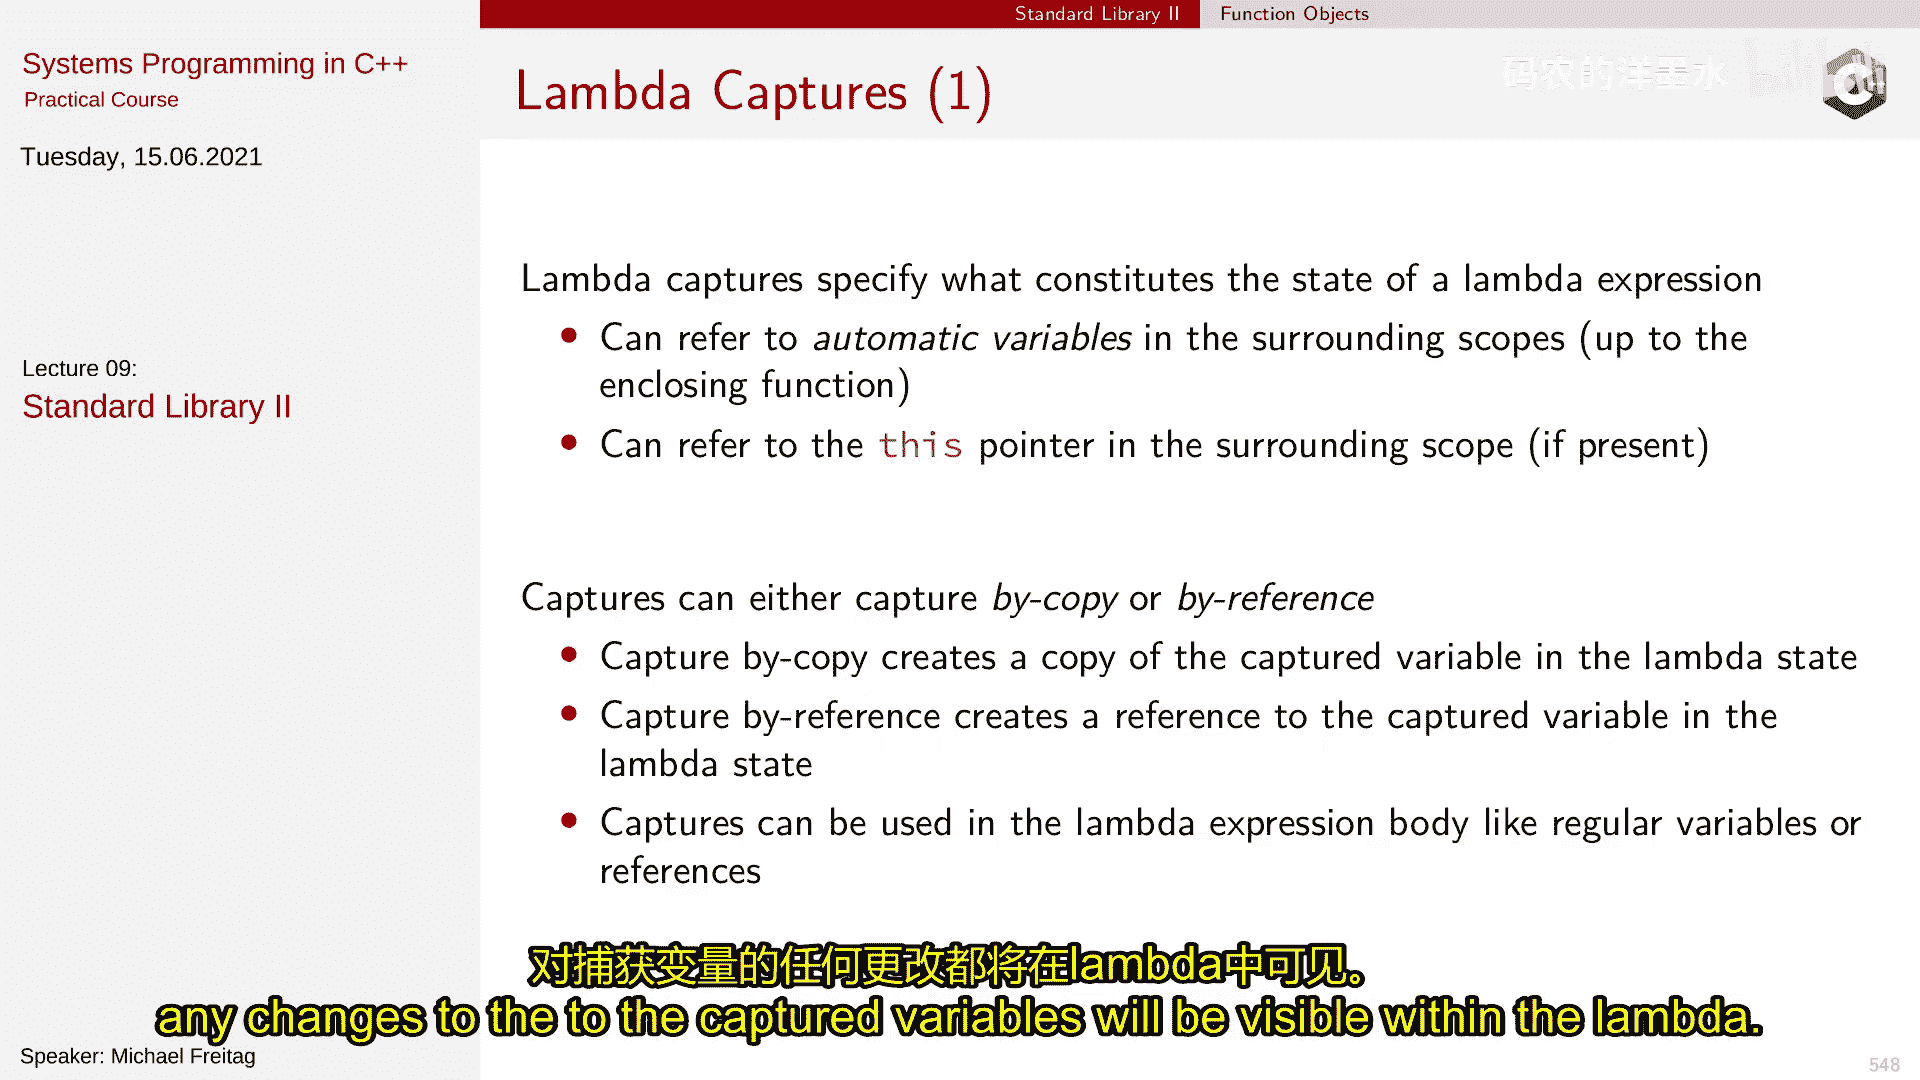 Standard Library II
Function Objects
Systems Programming in C++
Practical Course
Tuesday, 15.06.2021
Lecture 09:
Standard Library II
Lambda Captures (1)
码农的洋墨水
Lambda captures specify what constitutes the state of a lambda expression
• Can refer to automatic variables in the surrounding scopes (up to the
enclosing function)
• Can refer to the this pointer in the surrounding scope (if present)
Captures can either capture by-copy or by-reference
• Capture by-copy creates a copy of the captured variable in the lambda state
• Capture by-reference creates a reference to the captured variable in the
lambda state
• Captures can be used in the lambda expression body like regular variables or
references
对捕获变量的任何更改都将在lambda中可见。
any changes to the to the captured variables will be visible within the lambda.
Speaker: Michael Freitag
548